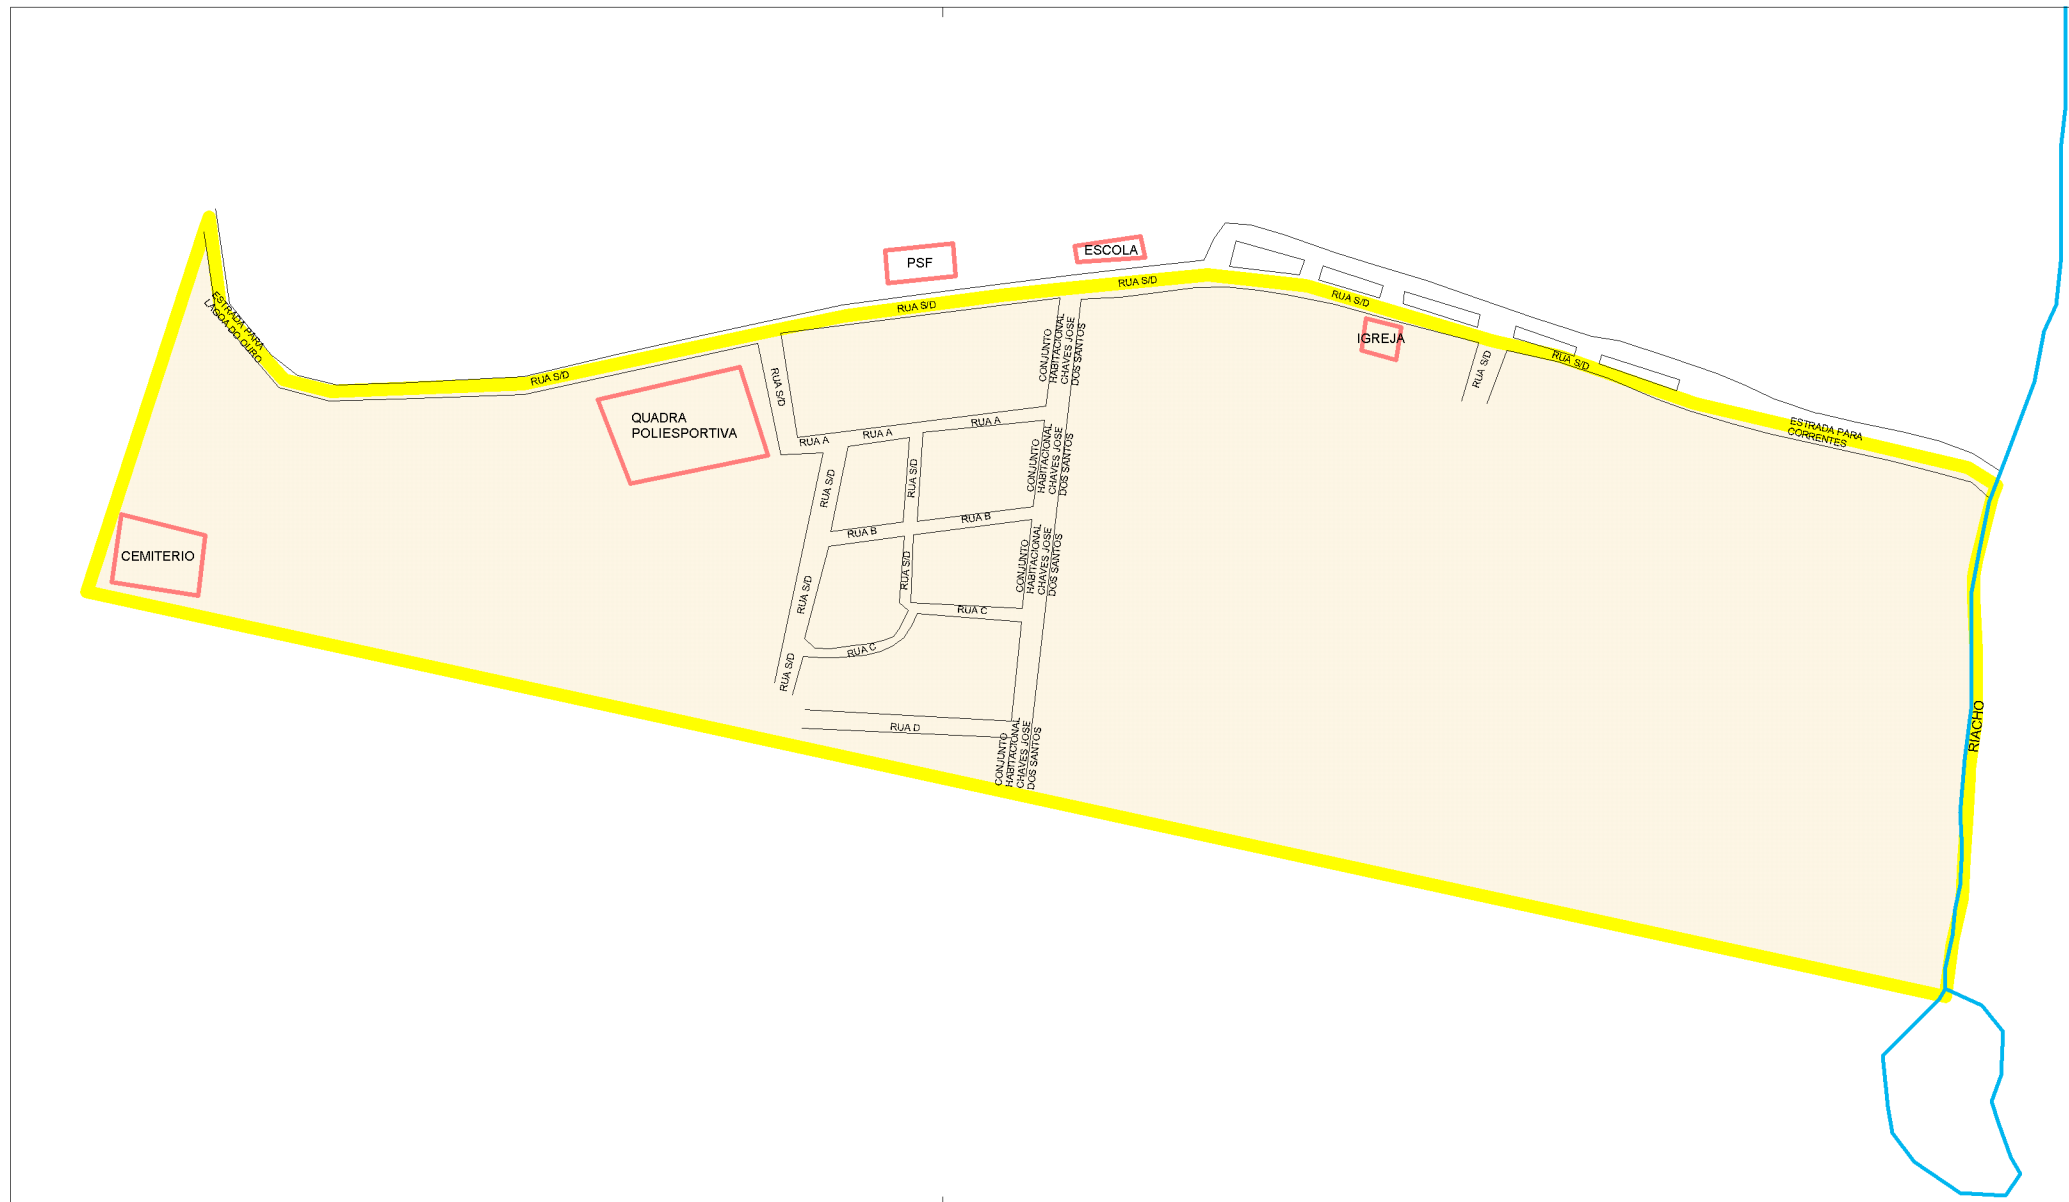 ESCOLA
PSF
RUA S/D
RUA S/D
RUA S/D
ESTRADA PARA
LAGOA DO OURO
IGREJA
CONJUNTO
HABITACIONAL
CHAVES JOSE
DOS SANTOS
RUA S/D
RUA S/D
RUA S/D
RUA S/D
RUA S/D
QUADRA
POLIESPORTIVA
RUA A
RUA A
RUA A
ESTRADA PARA
CORRENTES
CONJUNTO
HABITACIONAL
CHAVES JOSE
DOS SANTOS
RUA S/D
RUA S/D
RUA B
RUA B
CEMITERIO
CONJUNTO
HABITACIONAL
CHAVES JOSE
DOS SANTOS
RUA S/D
RUA S/D
RUA C
RUA C
RUA S/D
RUA D
CONJUNTO
HABITACIONAL
CHAVES JOSE
DOS SANTOS
RIACHO